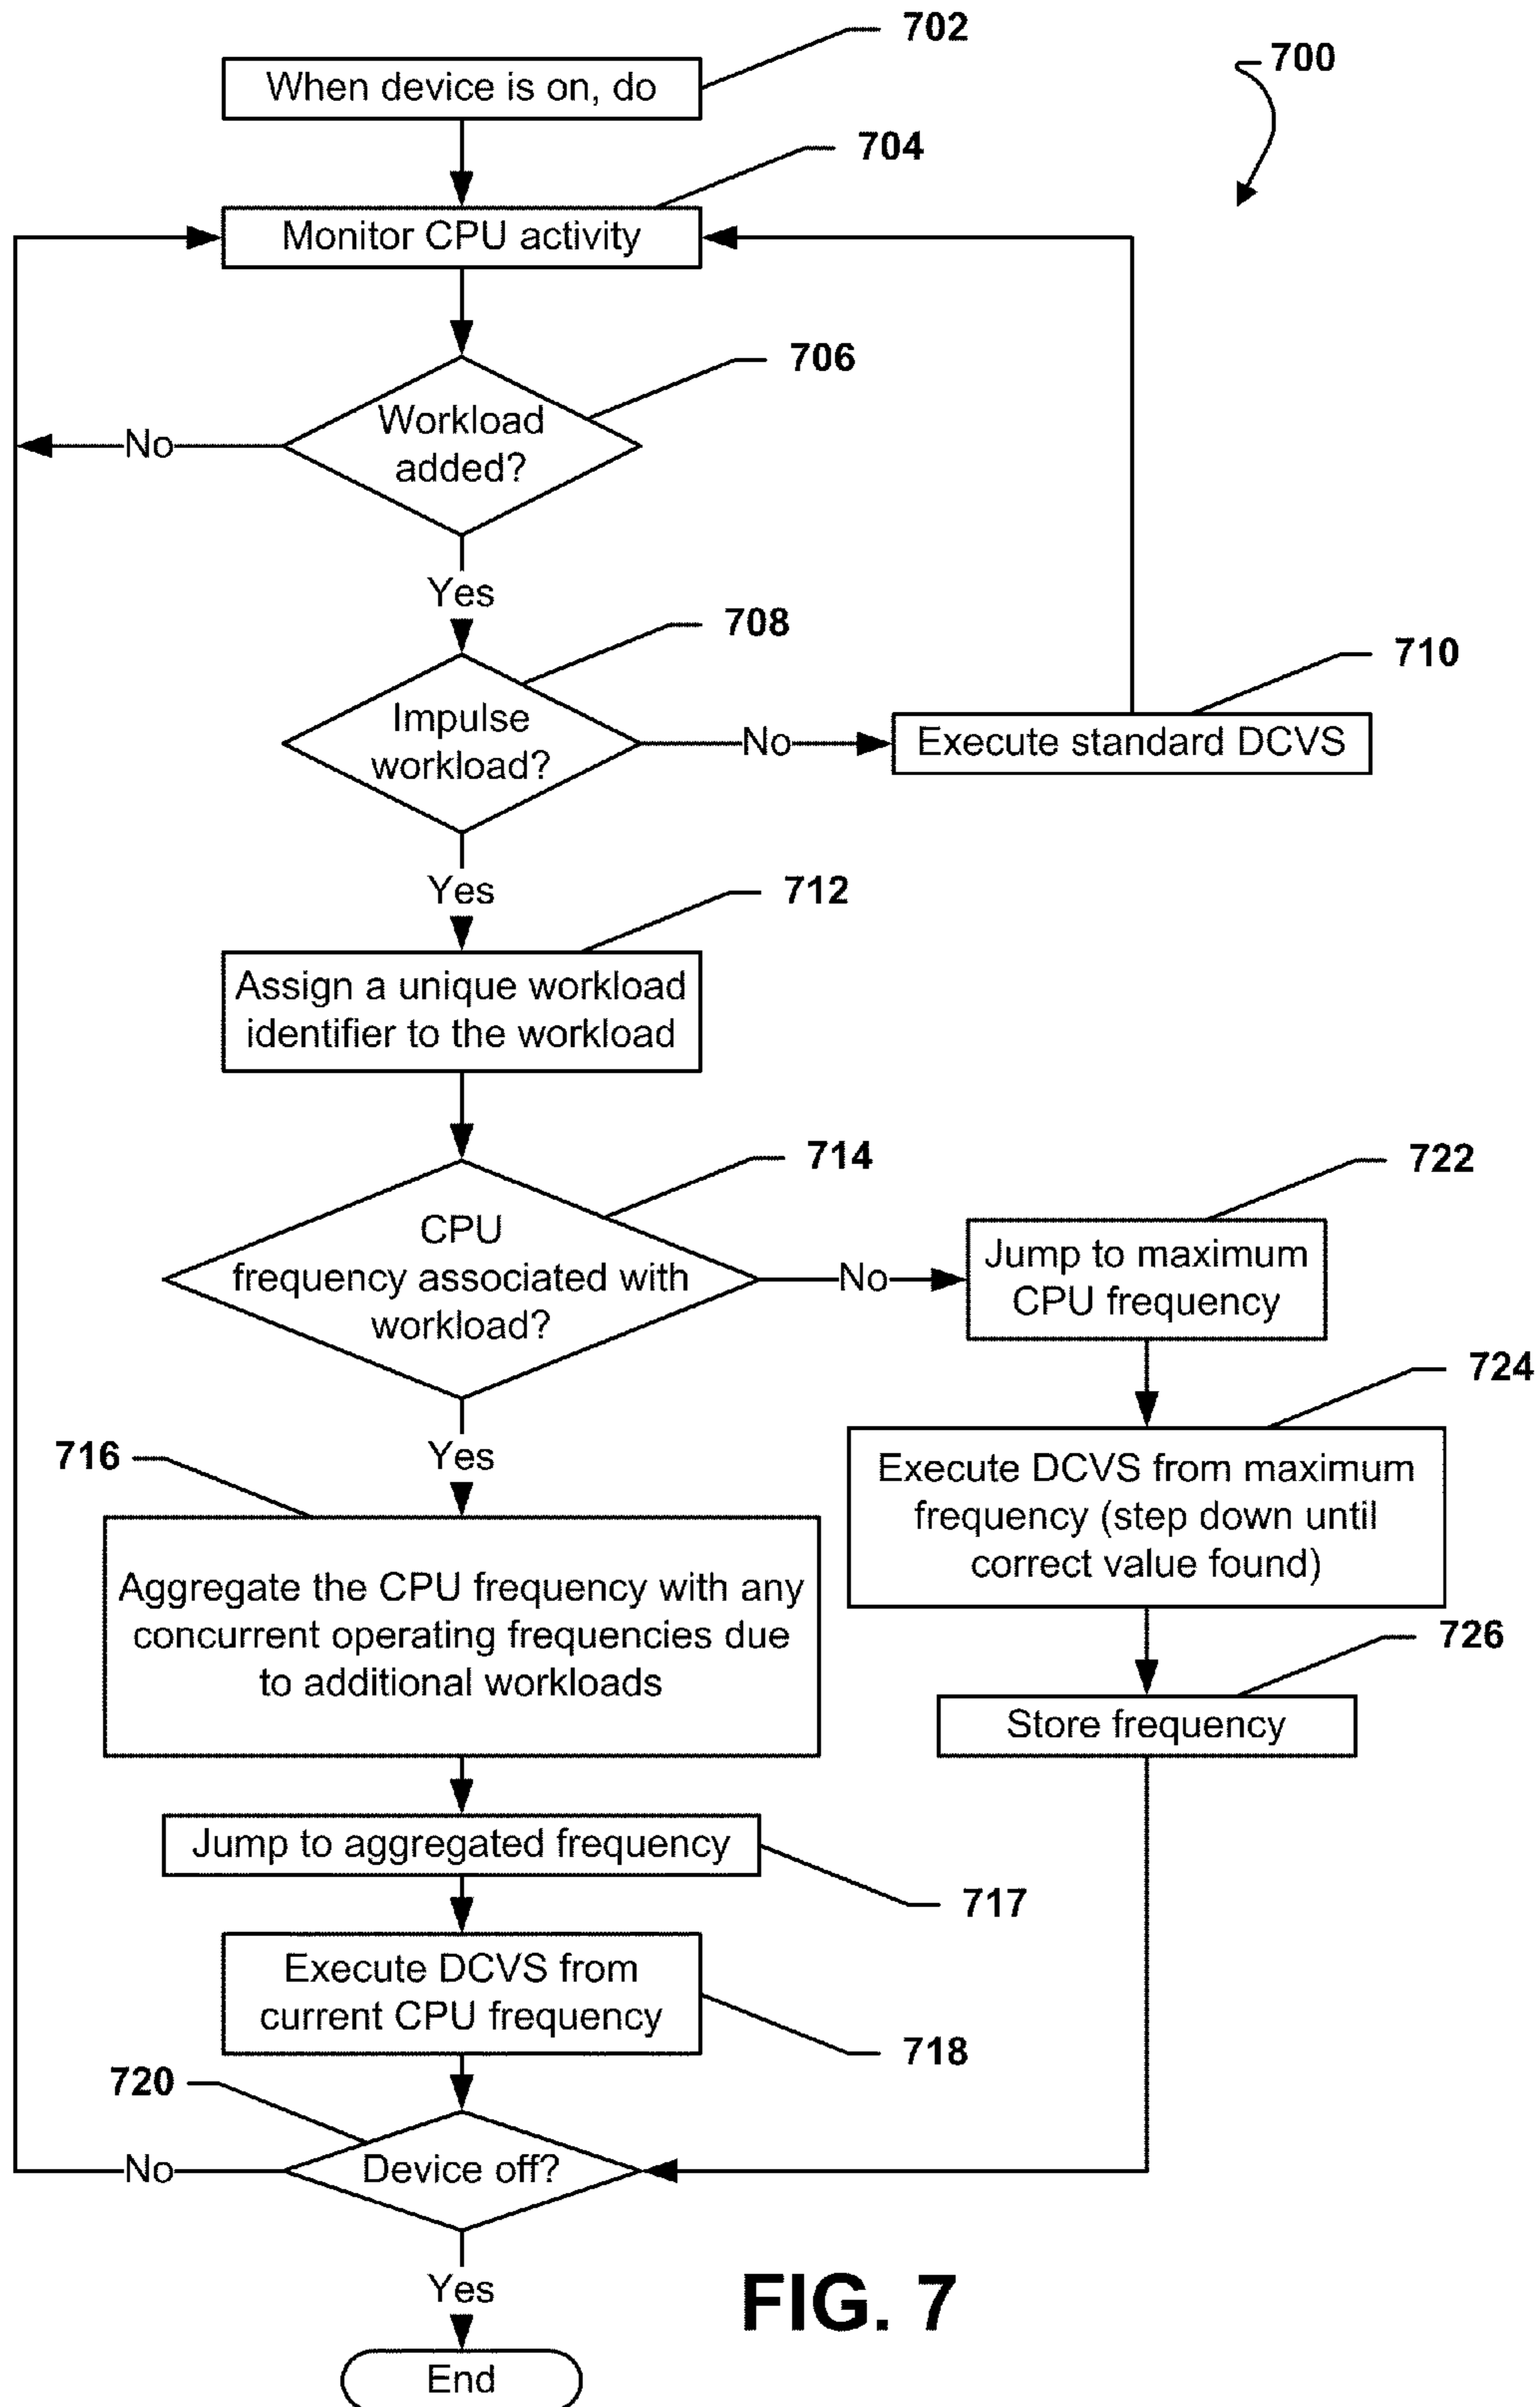 702
When device is on, do
700
704
Monitor CPU activity
706
Workload
added?
No
Yes
708
Impulse
workload?
No
710
Execute standard DCVS
Yes
712
Assign a unique workload
identifier to the workload
714
CPU
frequency associated with
workload?
No
722
Jump to maximum
CPU frequency
724
Execute DCVS from maximum
frequency (step down until
correct value found)
Yes
716
Aggregate the CPU frequency with any
concurrent operating frequencies due
to additional workloads
726
Store frequency
Jump to aggregated frequency
717
Execute DCVS from
current CPU frequency
718
720
Device off?
No
Yes
End
FIG. 7